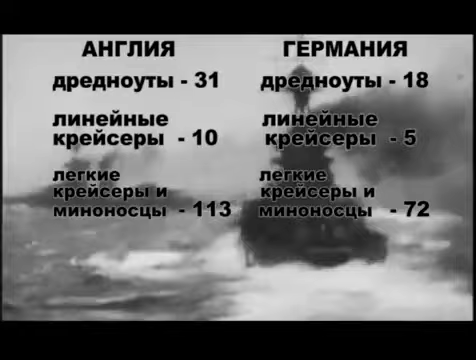 АНГЛИЯ
дредноуты - 31
линейные
крейсеры - 10
легкие
крейсеры и
миноносцы - 113
ГЕРМАНИЯ
дредноуты - 18
линейные
крейсеры - 5
легкие
крейсеры и
миноносцы - 72